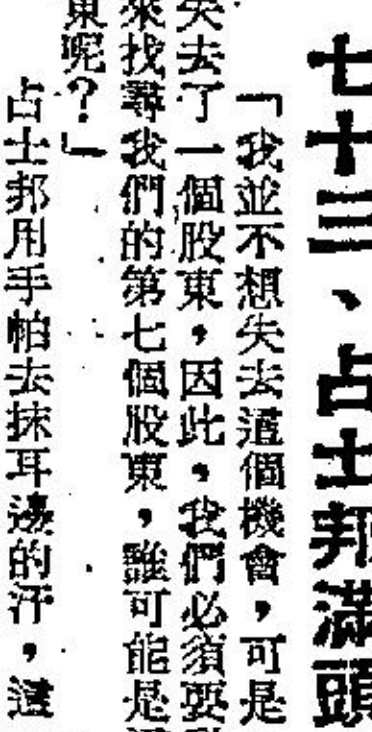 七十三、占士邦滿頭
「我並不想失去這個機會，可是
失去了一個股東，因此，我們必須要
來找尋我們的第七個股東，誰可能是
東呢？」
占士邦用手帕去抹耳邊的汗，這